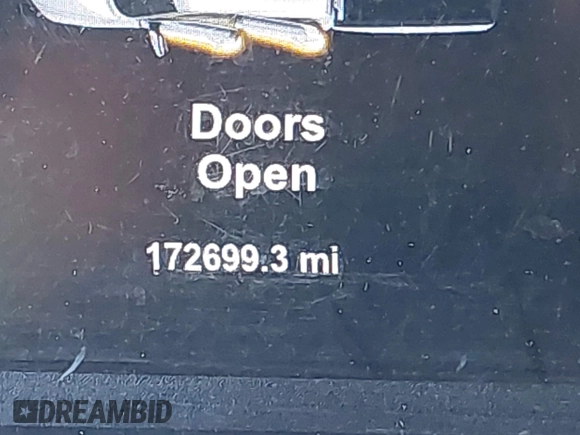 Doors
Open
172699.3 mi
DREAMBID